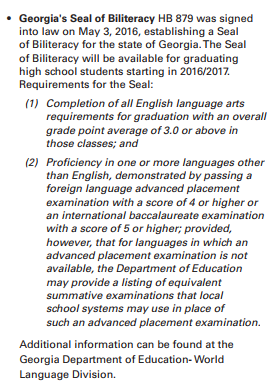 • Georgia's Seal of Biliteracy HB 879 was signed
into law on May 3, 2016, establishing a Seal
of Biliteracy for the state of Georgia. The Seal
of Biliteracy will be available for graduating
high school students starting in 2016/2017.
Requirements for the Seal:
(1) Completion of all English language arts
requirements for graduation with an overall
grade point average of 3.0 or above in
those classes; and
(2) Proficiency in one or more languages other
than English, demonstrated by passing a
foreign language advanced placement
examination with a score of 4 or higher or
an international baccalaureate examination
with a score of 5 or higher; provided,
however, that for languages in which an
advanced placement examination is not
available, the Department of Education
may provide a listing of equivalent
summative examinations that local
school systems may use in place of
such an advanced placement examination.
Additional information can be found at the
Georgia Department of Education- World
Language Division.